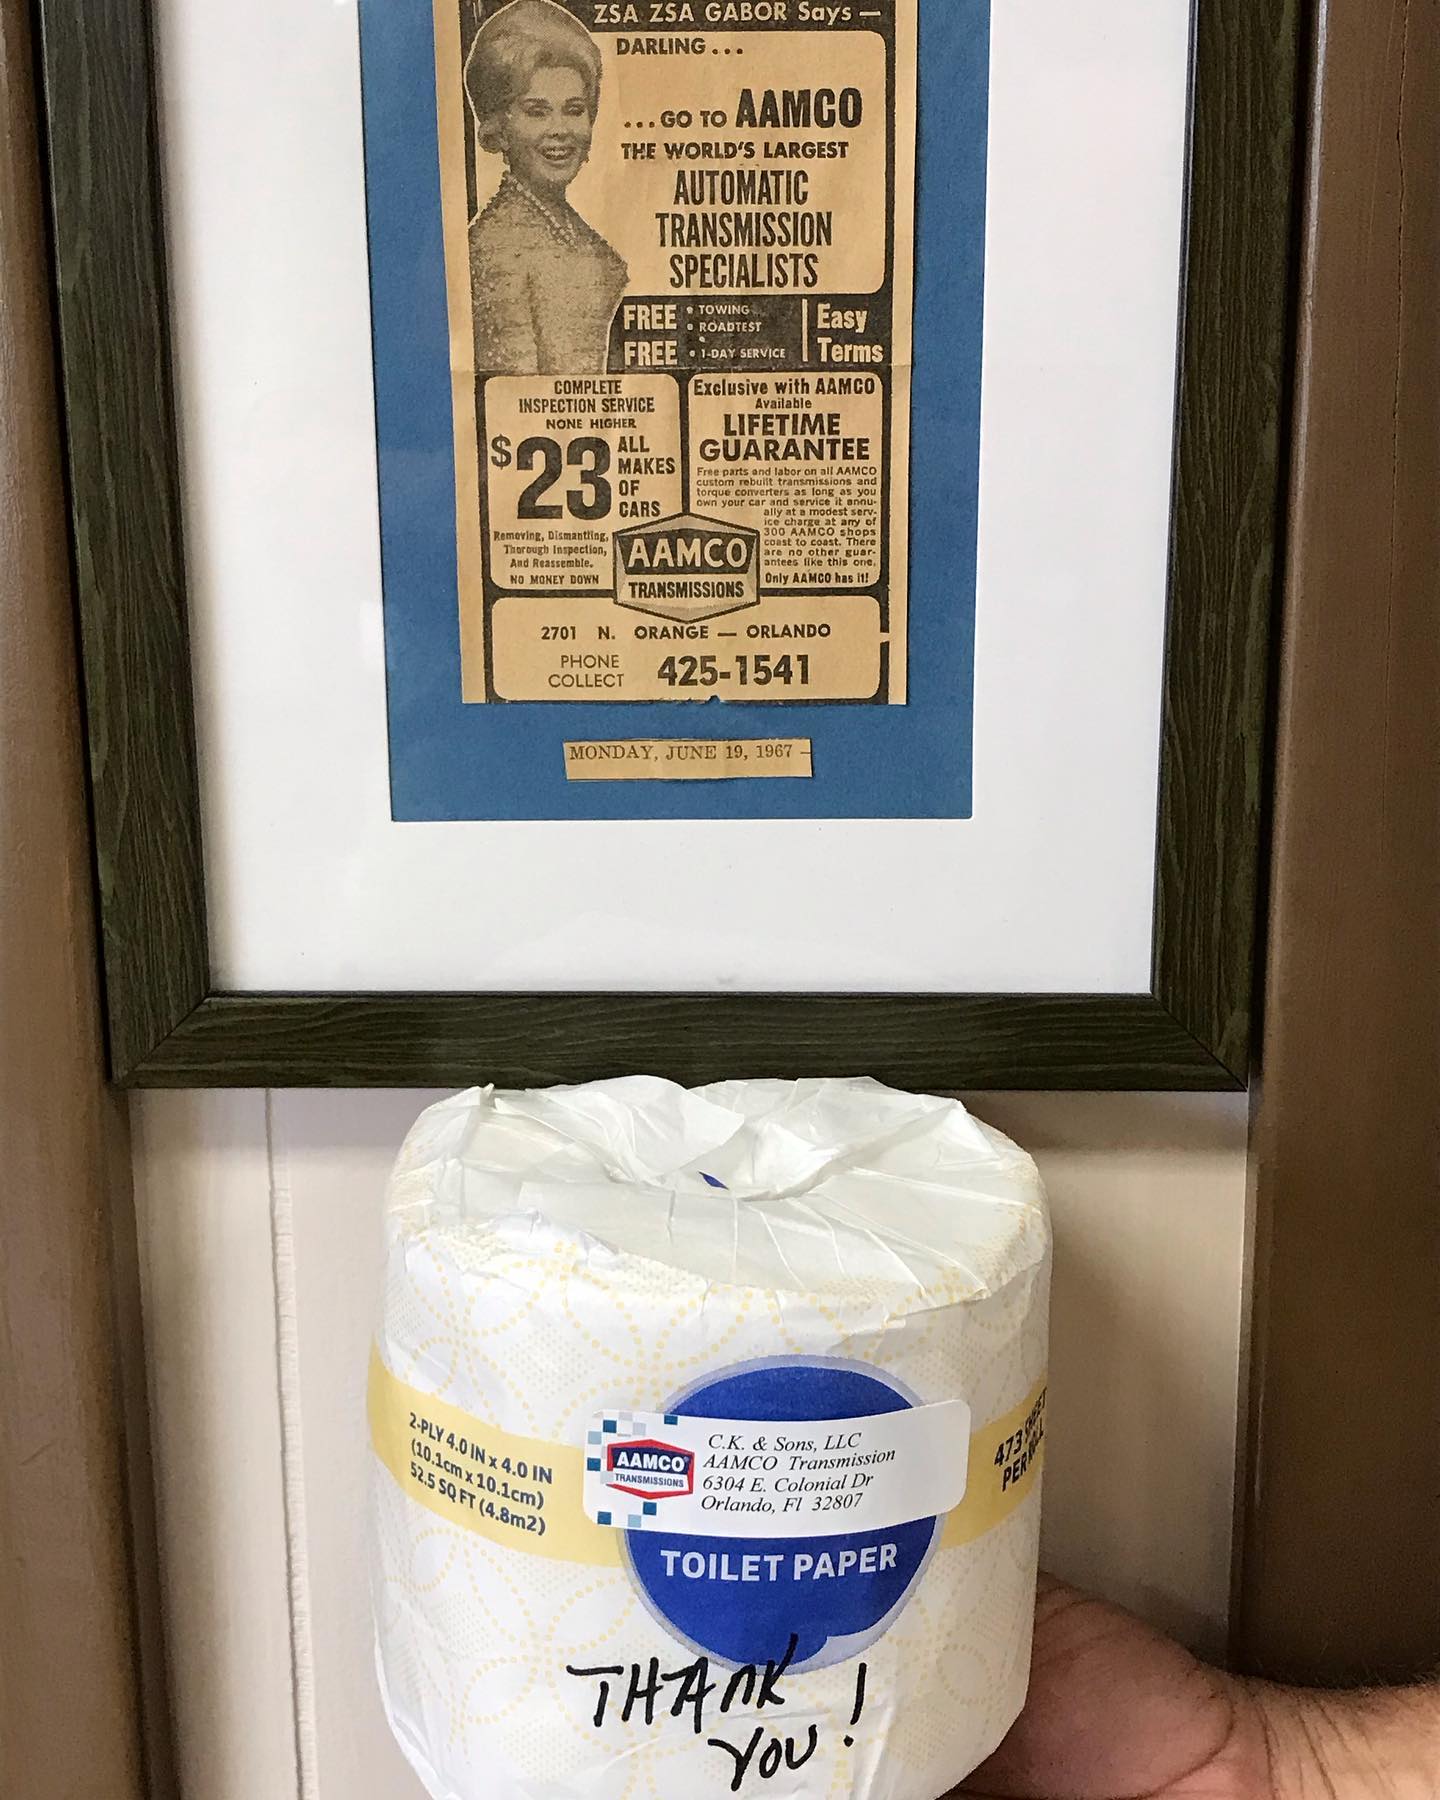 ZSA ZSA GABOR Says —
DARLING...
...GO TO AAMCO
THE WORLD'S LARGEST
AUTOMATIC
TRANSMISSION
SPECIALISTS
FREE • TOWING
• ROADTEST
FREE • 1-DAY SERVICE
Easy
Terms
COMPLETE
INSPECTION SERVICE
NONE HIGHER
$23
ALL
MAKES
OF
CARS
Removing, Dismantling,
Thorough Inspection,
And Reassemble.
NO MONEY DOWN
Exclusive with AAMCO
Available
LIFETIME
GUARANTEE
Free parts and labor on all AAMCO
custom rebuilt transmissions and
torque converters as long as you
own your car and service it annu-
ally at a modest serv-
ice charge at any of
300 AAMCO shops
coast to coast. There
are no other guar-
antees like this one.
Only AAMCO has it!
AAMCO
TRANSMISSIONS
2701 N. ORANGE — ORLANDO
PHONE
COLLECT
425-1541
MONDAY, JUNE 19, 1967 —
2-PLY 4.0 IN x 4.0 IN
(10.1cm x 10.1cm)
52.5 SQ FT (4.8m2)
AAMCO
TRANSMISSIONS
C.K. & Sons, LLC
AAMCO Transmission
6304 E. Colonial Dr
Orlando, Fl 32807
473 SHEET
PER ROLL
TOILET PAPER
THANK
YOU!